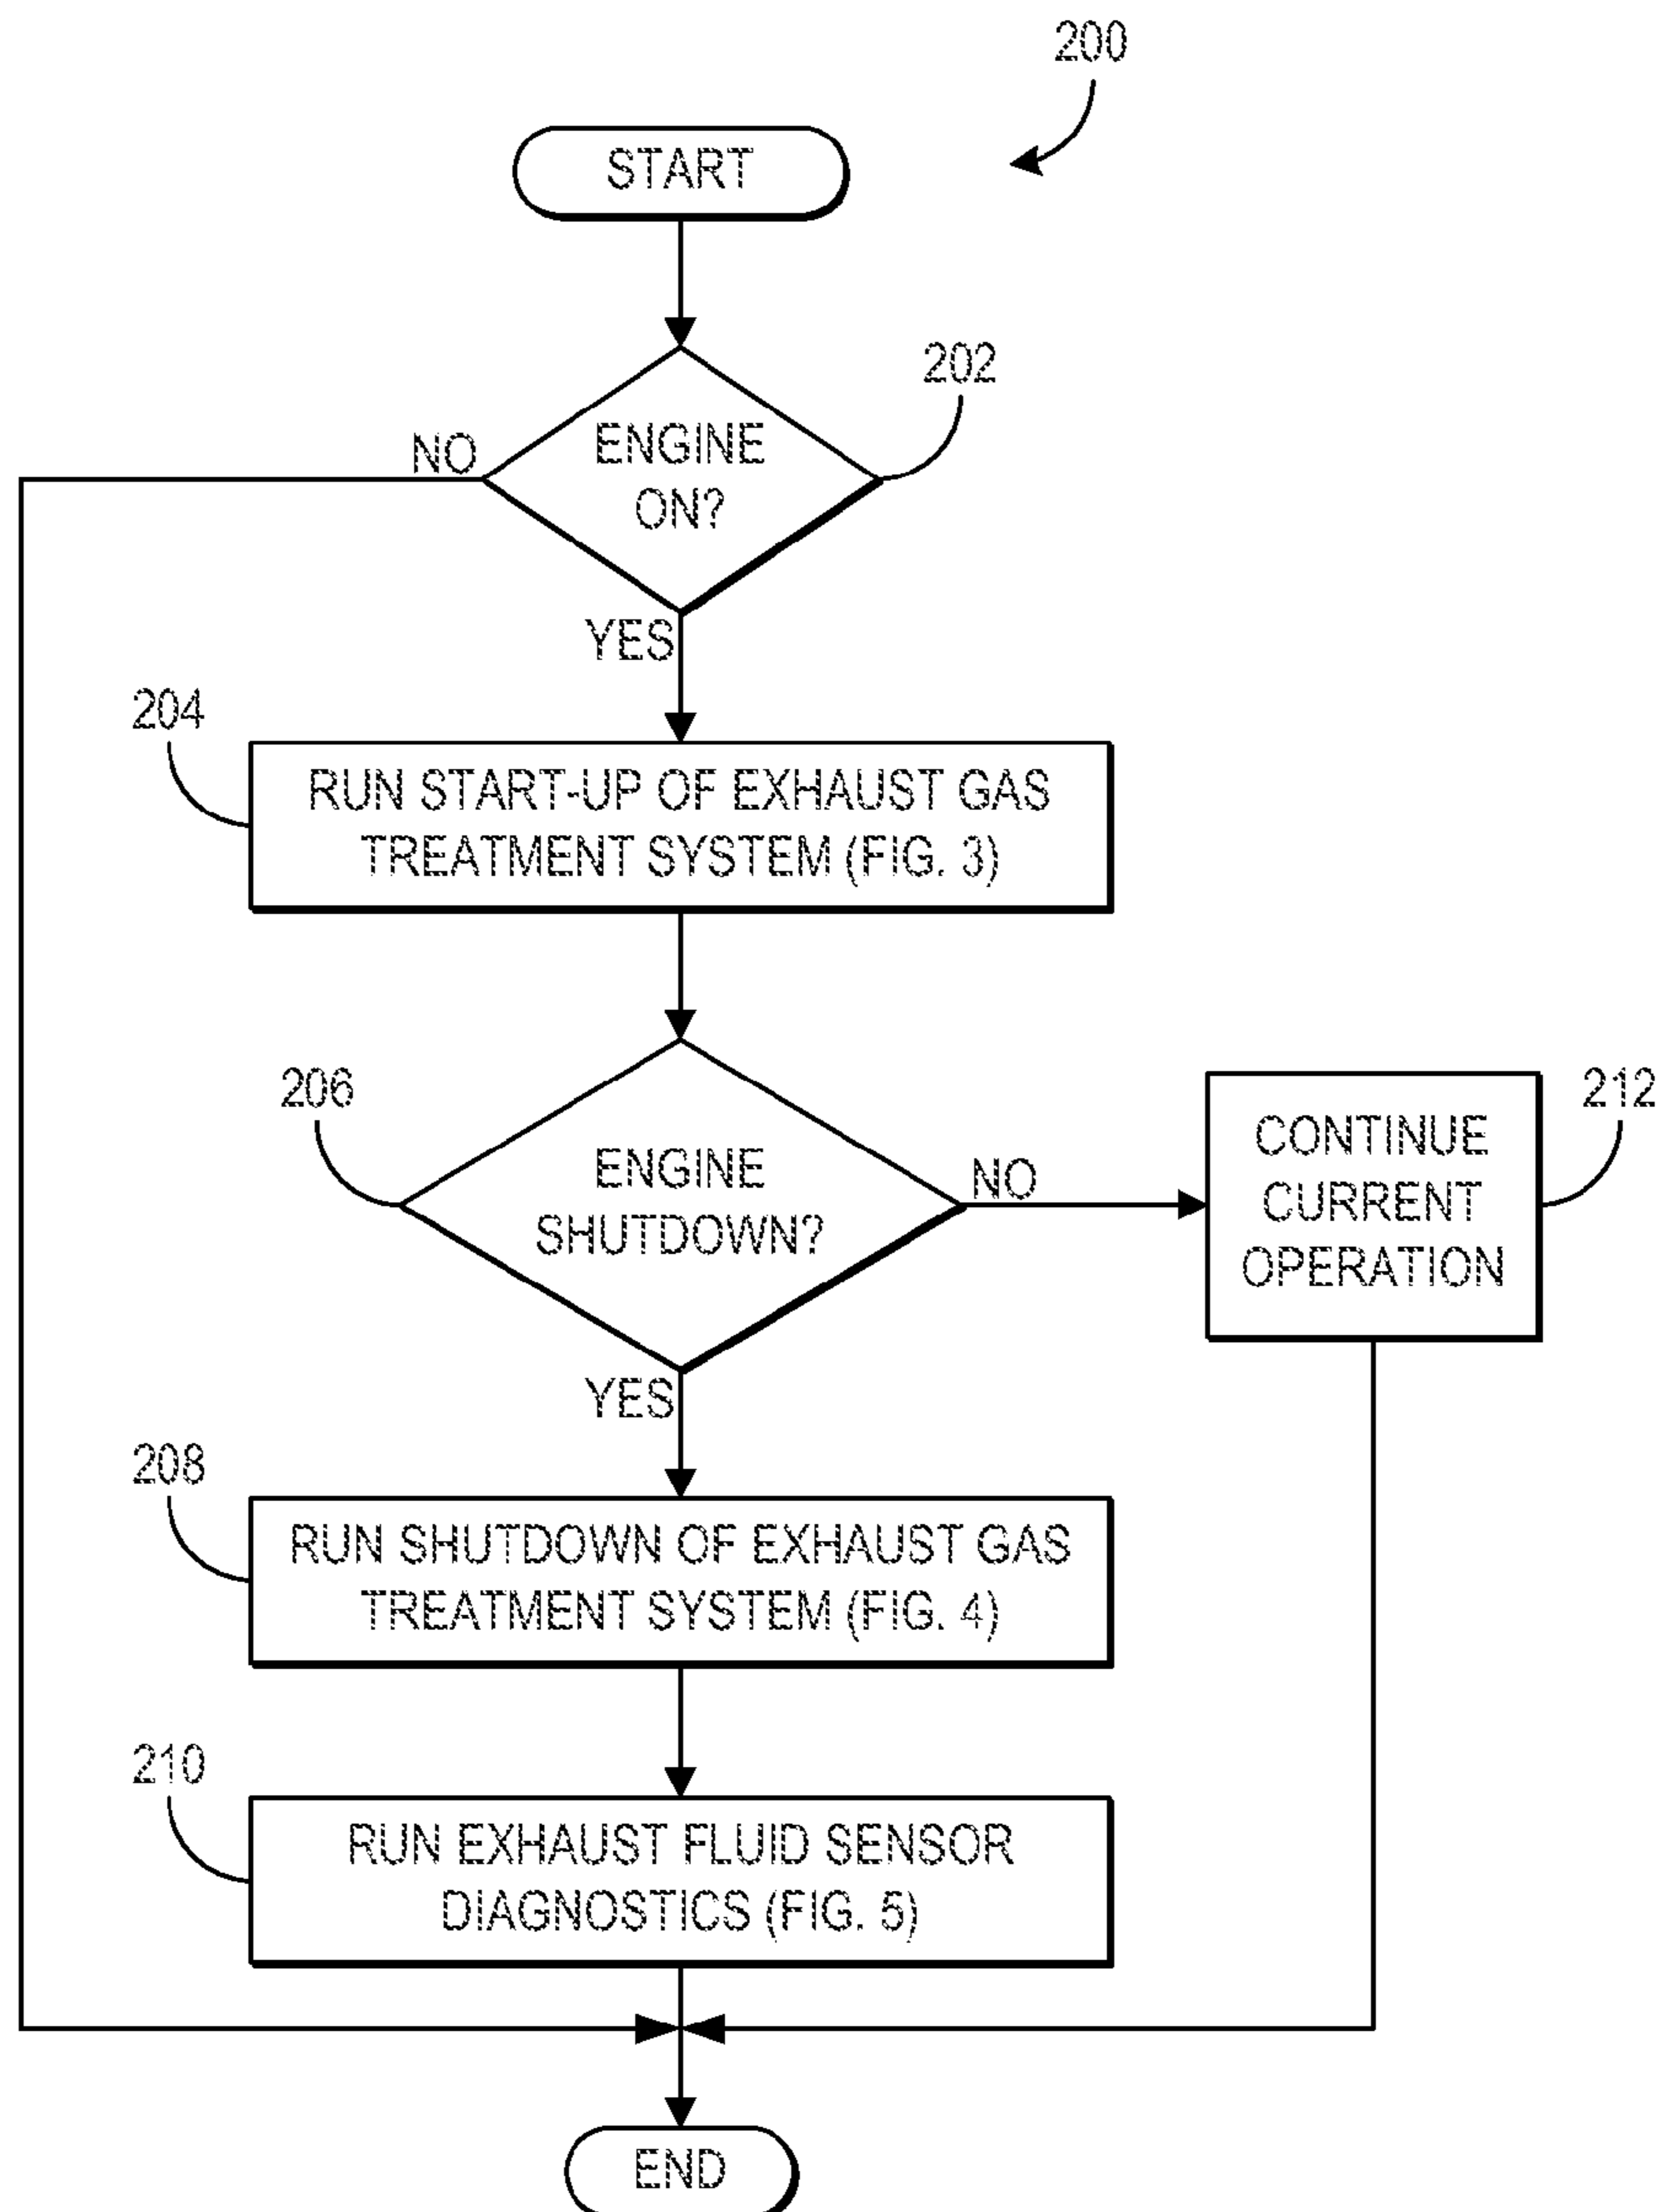 200
START
202
NO
ENGINE
ON?
YES
204
RUN START-UP OF EXHAUST GAS
TREATMENT SYSTEM (FIG. 3)
206
ENGINE
SHUTDOWN?
NO
CONTINUE
CURRENT
OPERATION
212
YES
208
RUN SHUTDOWN OF EXHAUST GAS
TREATMENT SYSTEM (FIG. 4)
210
RUN EXHAUST FLUID SENSOR
DIAGNOSTICS (FIG. 5)
END